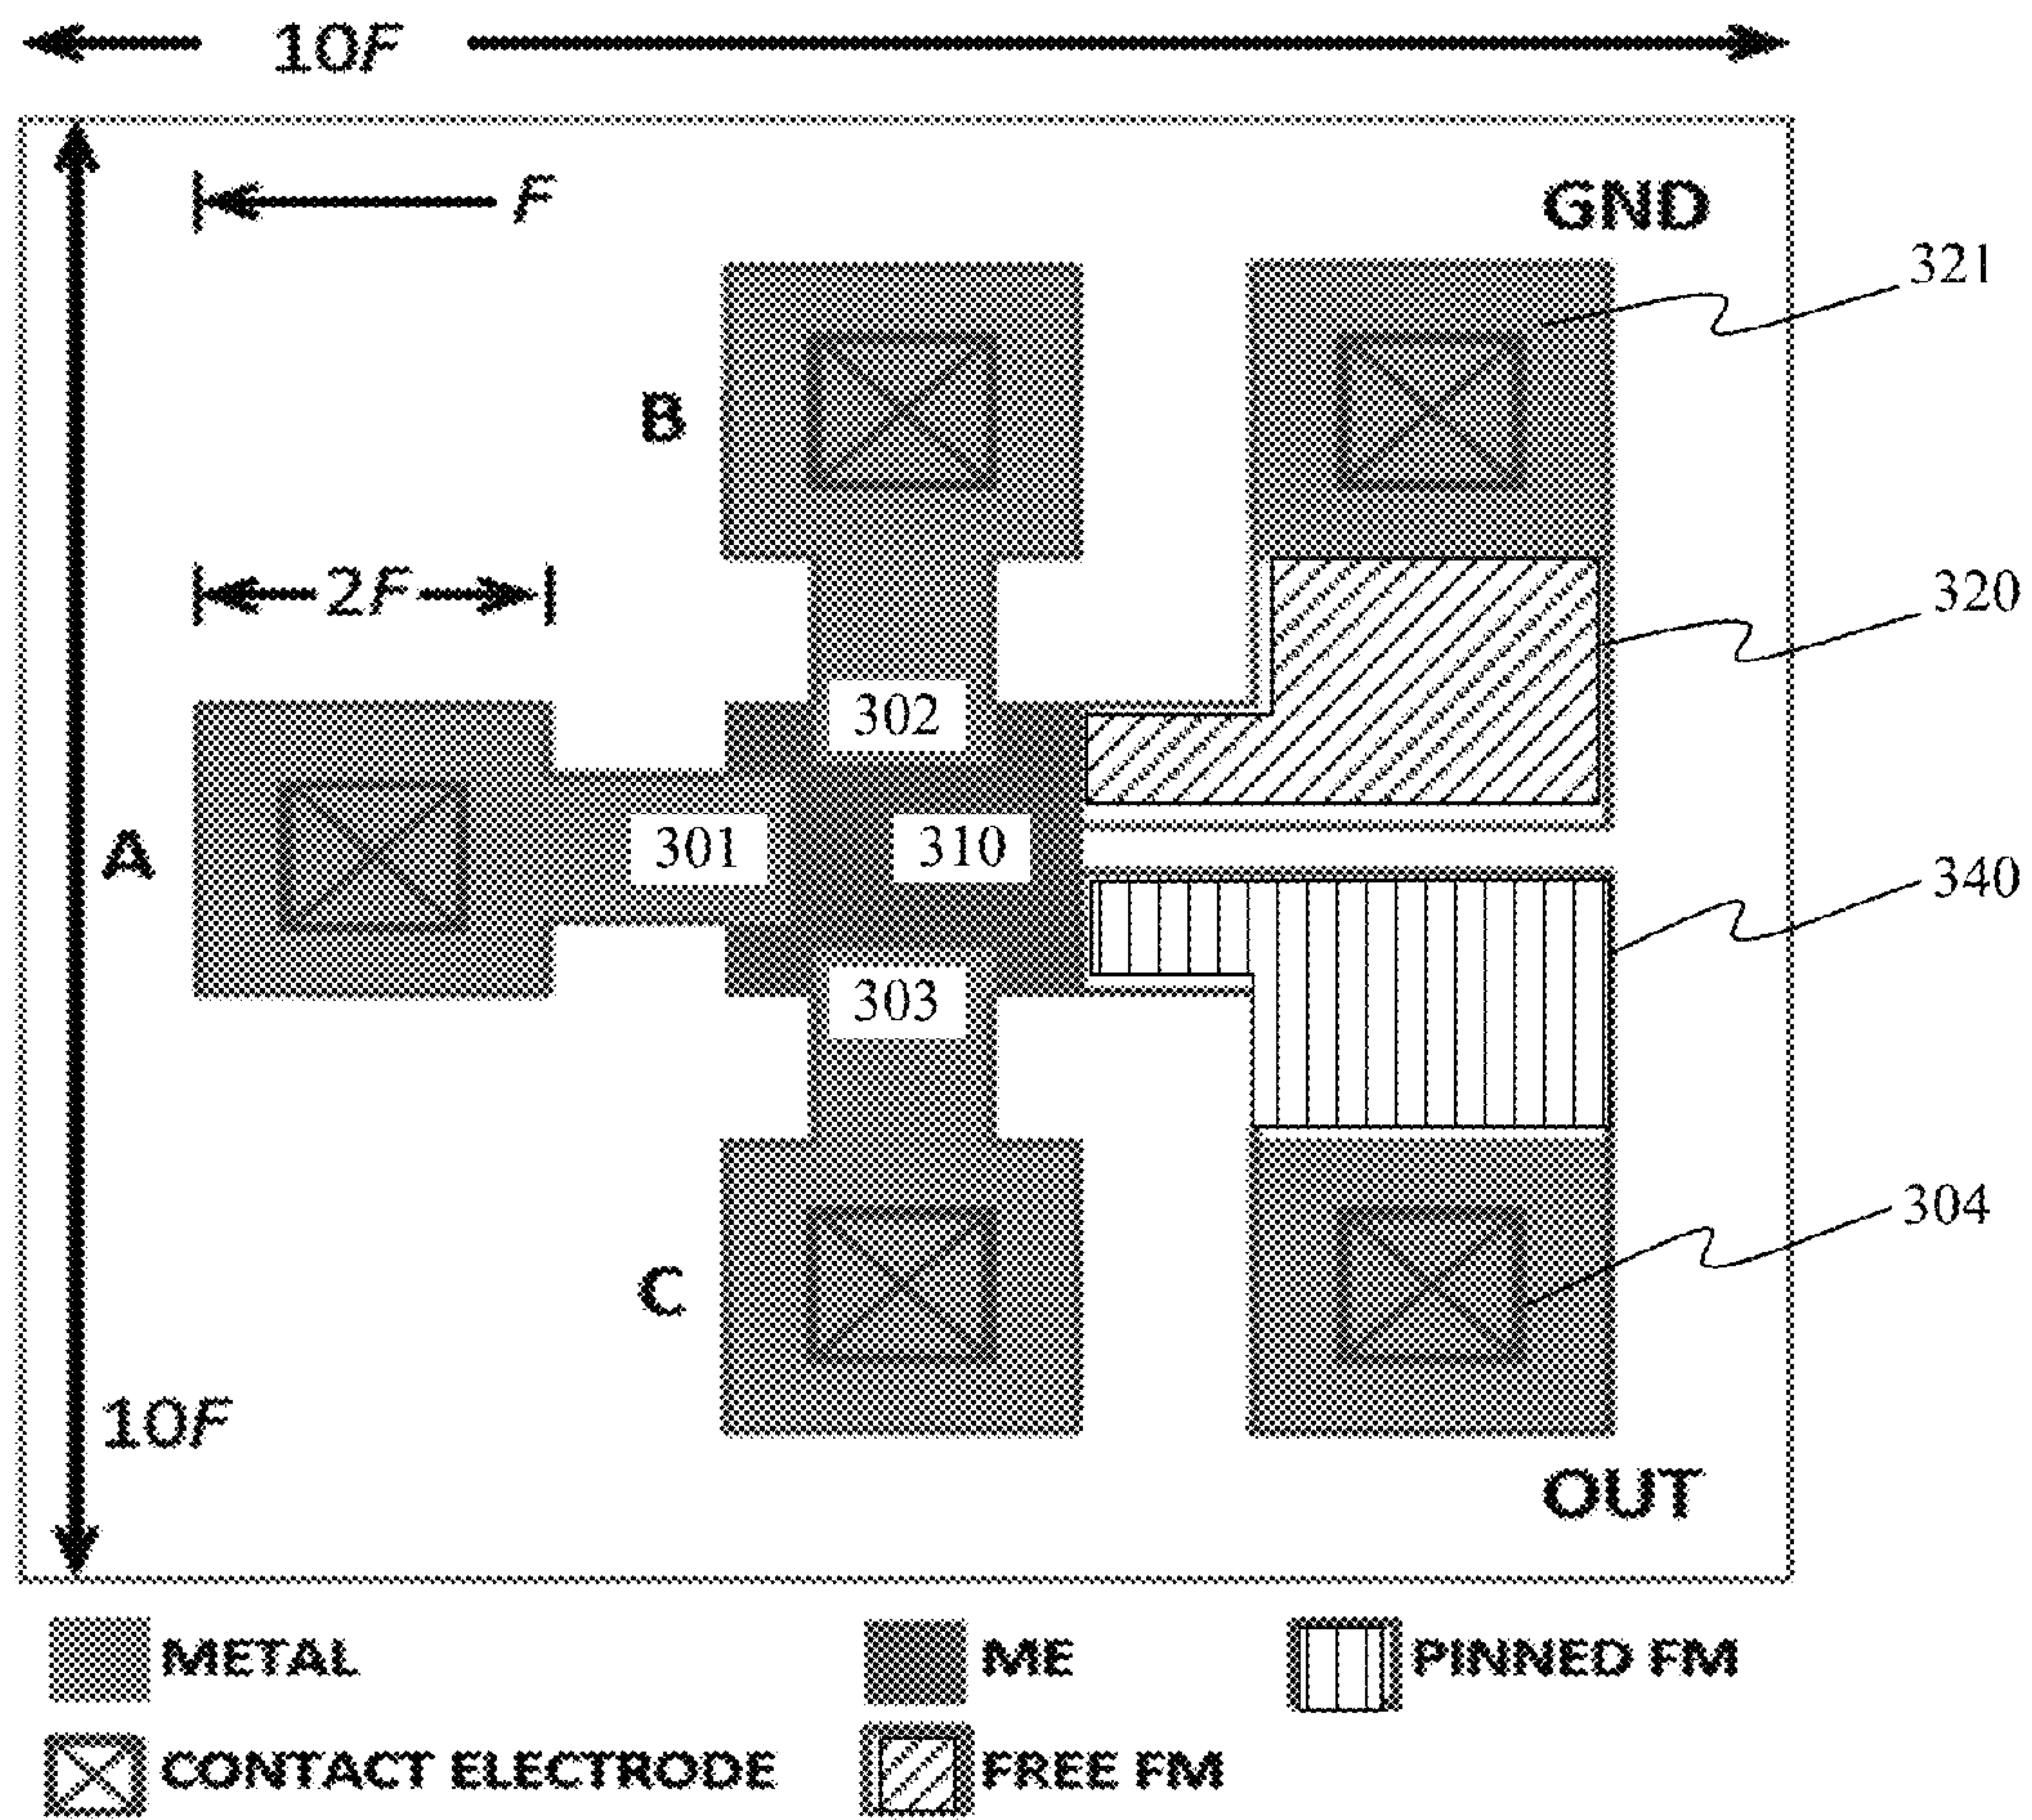 10F
F
GND
321
B
2F
320
302
A
301
310
340
303
304
C
10F
OUT
METAL
ME
PINNED FM
CONTACT ELECTRODE
FREE FM